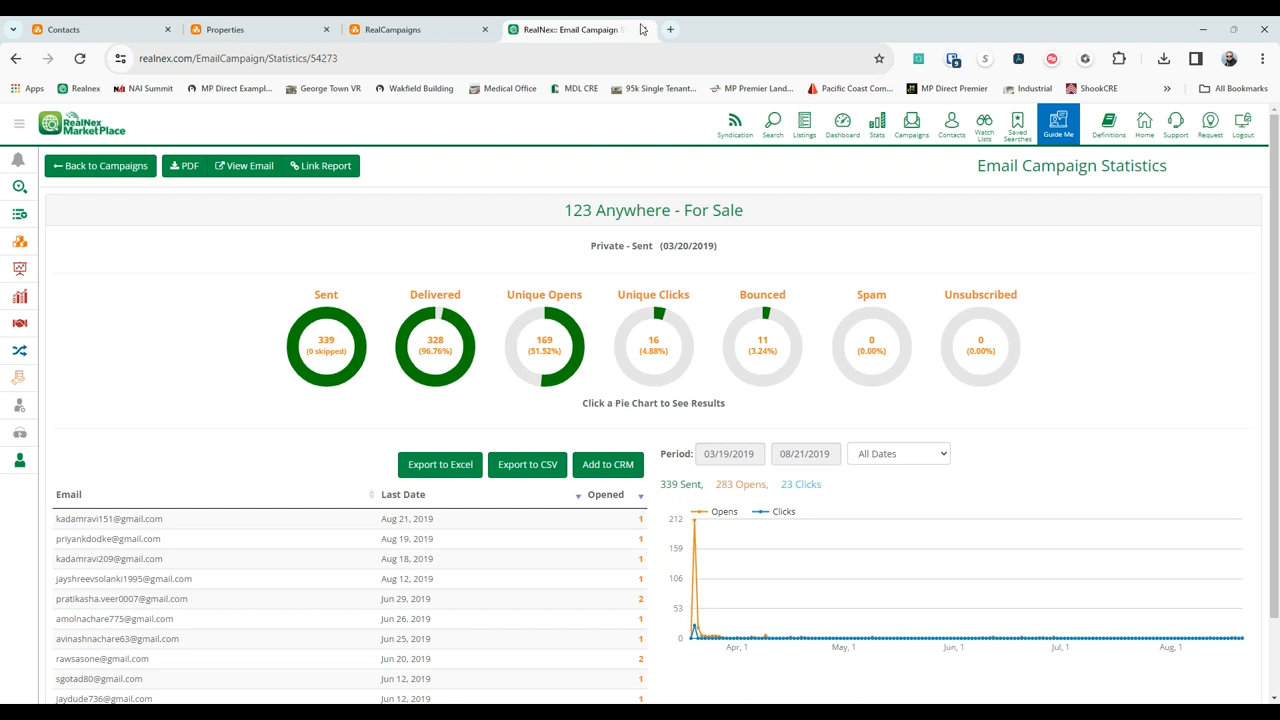 Contacts
Properties
RealCampaigns
RealNex:: Email Campaign S
realnex.com/EmailCampaign/Statistics/54273
Apps
Realnex
NAI Summit
MP Direct Exampl...
George Town VR
Wakfield Building
Medical Office
MDL CRE
95k Single Tenant...
MP Premier Land...
Pacific Coast Com...
MP Direct Premier
Industrial
ShookCRE
All Bookmarks
RealNex
MarketPlace
Syndication
Search
Listings
Dashboard
Stats
Campaigns
Contacts
Watch Lists
Saved Searches
Guide Me
Definitions
Home
Support
Request
Logout
Back to Campaigns
PDF
View Email
Link Report
Email Campaign Statistics
123 Anywhere - For Sale
Private - Sent (03/20/2019)
Sent
Delivered
Unique Opens
Unique Clicks
Bounced
Spam
Unsubscribed
339
(0 skipped)
328
(96.76%)
169
(51.52%)
16
(4.88%)
11
(3.24%)
0
(0.00%)
0
(0.00%)
Click a Pie Chart to See Results
Export to Excel
Export to CSV
Add to CRM
Period:
03/19/2019
08/21/2019
All Dates
339 Sent, 283 Opens, 23 Clicks
Email Last Date Opened
kadamravi151@gmail.com Aug 21, 2019 1
priyankdodke@gmail.com Aug 19, 2019 1
kadamravi209@gmail.com Aug 18, 2019 1
jayshreevsolanki1995@gmail.com Aug 12, 2019 1
pratikasha.veer0007@gmail.com Jun 29, 2019 2
amolnachare775@gmail.com Jun 26, 2019 1
avinashnachare63@gmail.com Jun 25, 2019 1
rawsasone@gmail.com Jun 20, 2019 2
sgotad80@gmail.com Jun 12, 2019 1
jaydude736@gmail.com Jun 12, 2019 1
Opens
Clicks
212
159
106
53
0
Apr, 1
May, 1
Jun, 1
Jul, 1
Aug, 1